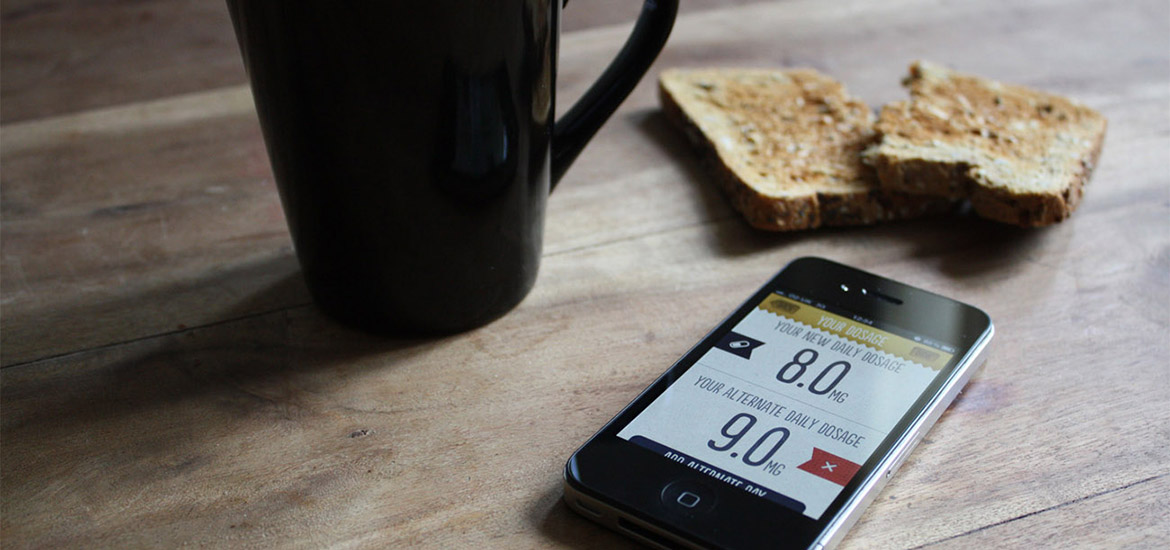 YOUR DOSAGE
YOUR NEW DAILY DOSAGE
8.0MG
YOUR ALTERNATE DAILY DOSAGE
9.0MG
ADD ALTERNATE DAY